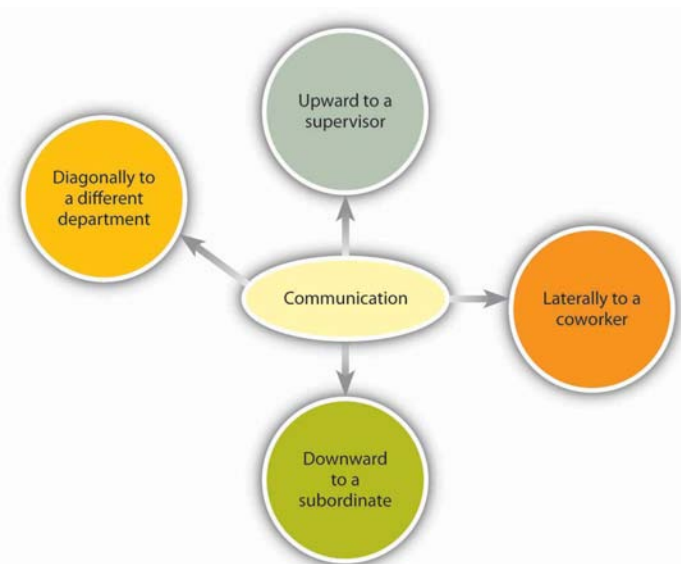 Upward to a
supervisor
Diagonally to
a different
department
Communication
Laterally to a
coworker
Downward
to a
subordinate